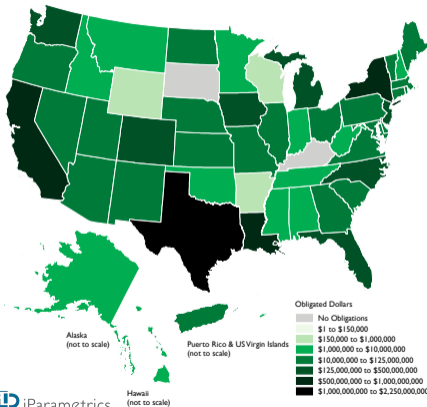 Obligated Dollars
No Obligations
$1 to $150,000
$150,000 to $1,000,000
$1,000,000 to $10,000,000
$10,000,000 to $125,000,000
$125,000,000 to $500,000,000
$500,000,000 to $1,000,000,000
$1,000,000,000 to $2,250,000,000
Alaska
(not to scale)
Puerto Rico & US Virgin Islands
(not to scale)
Hawaii
(not to scale)
iParametrics